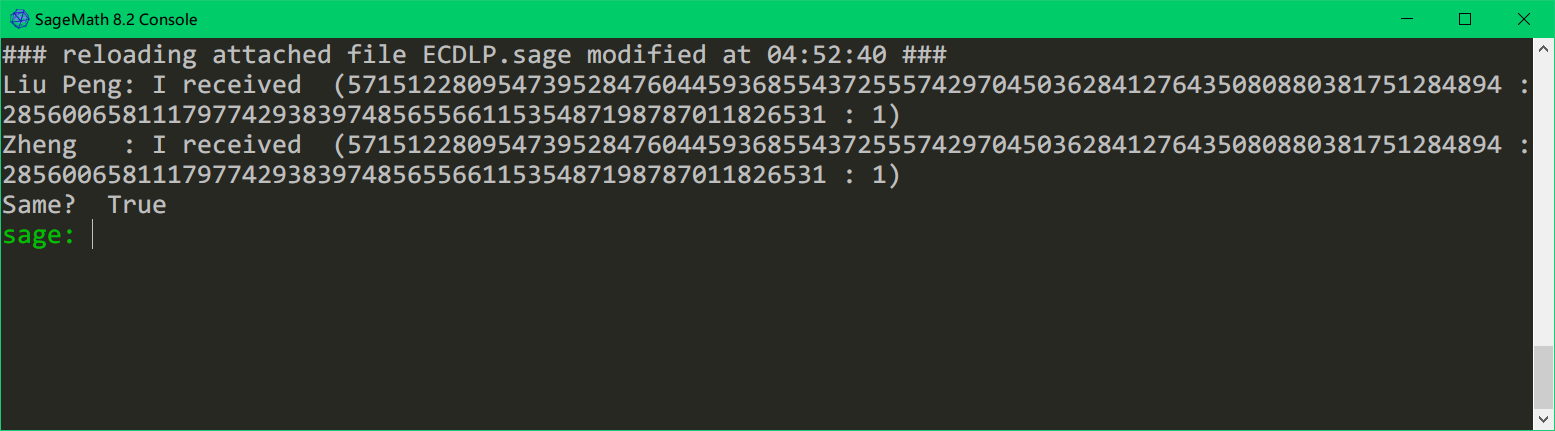 SageMath 8.2 Console
### reloading attached file ECDLP.sage modified at 04:52:40 ###
Liu Peng: I received  (57151228095473952847604459368554372555742970450362841276435080880381751284894 :
2856006581117977429383974856556611535487198787011826531 : 1)
Zheng   : I received  (57151228095473952847604459368554372555742970450362841276435080880381751284894 :
2856006581117977429383974856556611535487198787011826531 : 1)
Same?  True
sage: